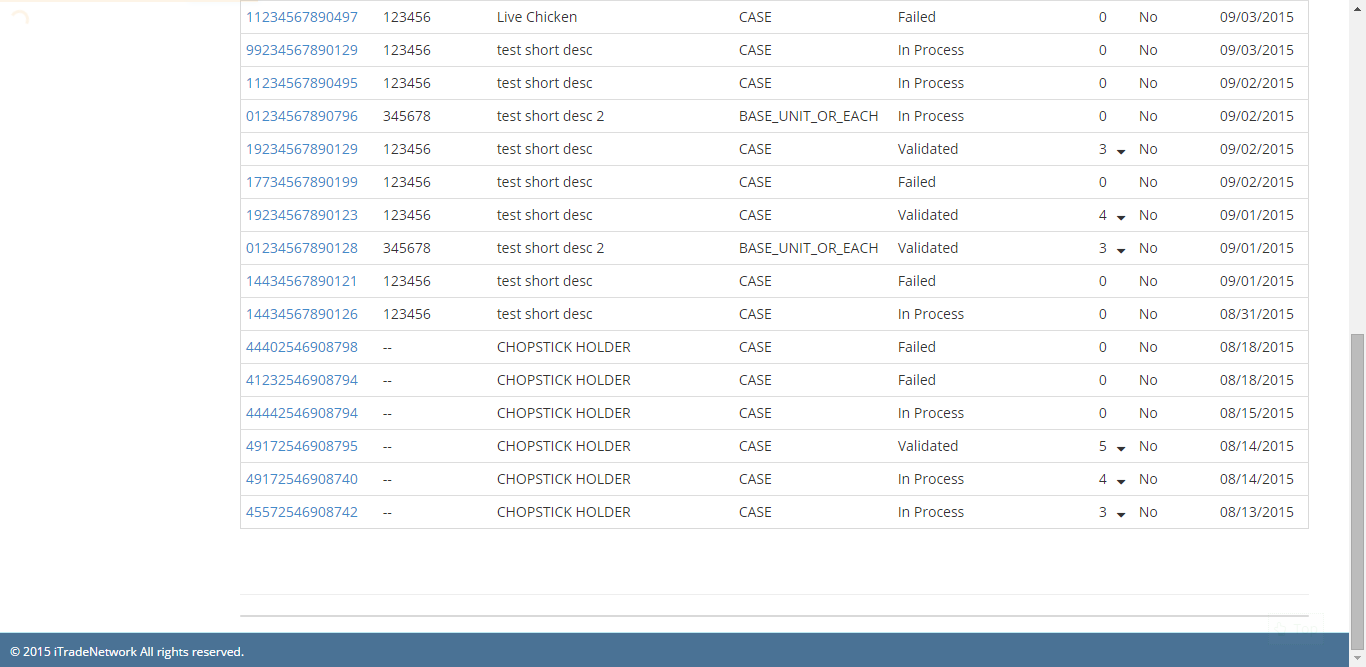 11234567890497 123456 Live Chicken CASE Failed 0 No 09/03/2015
99234567890129 123456 test short desc CASE In Process 0 No 09/03/2015
11234567890495 123456 test short desc CASE In Process 0 No 09/02/2015
01234567890796 345678 test short desc 2 BASE_UNIT_OR_EACH In Process 0 No 09/02/2015
19234567890129 123456 test short desc CASE Validated 3 No 09/02/2015
17734567890199 123456 test short desc CASE Failed 0 No 09/02/2015
19234567890123 123456 test short desc CASE Validated 4 No 09/01/2015
01234567890128 345678 test short desc 2 BASE_UNIT_OR_EACH Validated 3 No 09/01/2015
14434567890121 123456 test short desc CASE Failed 0 No 09/01/2015
14434567890126 123456 test short desc CASE In Process 0 No 08/31/2015
44402546908798 -- CHOPSTICK HOLDER CASE Failed 0 No 08/18/2015
41232546908794 -- CHOPSTICK HOLDER CASE Failed 0 No 08/18/2015
44442546908794 -- CHOPSTICK HOLDER CASE In Process 0 No 08/15/2015
49172546908795 -- CHOPSTICK HOLDER CASE Validated 5 No 08/14/2015
49172546908740 -- CHOPSTICK HOLDER CASE In Process 4 No 08/14/2015
45572546908742 -- CHOPSTICK HOLDER CASE In Process 3 No 08/13/2015
© 2015 iTradeNetwork All rights reserved.